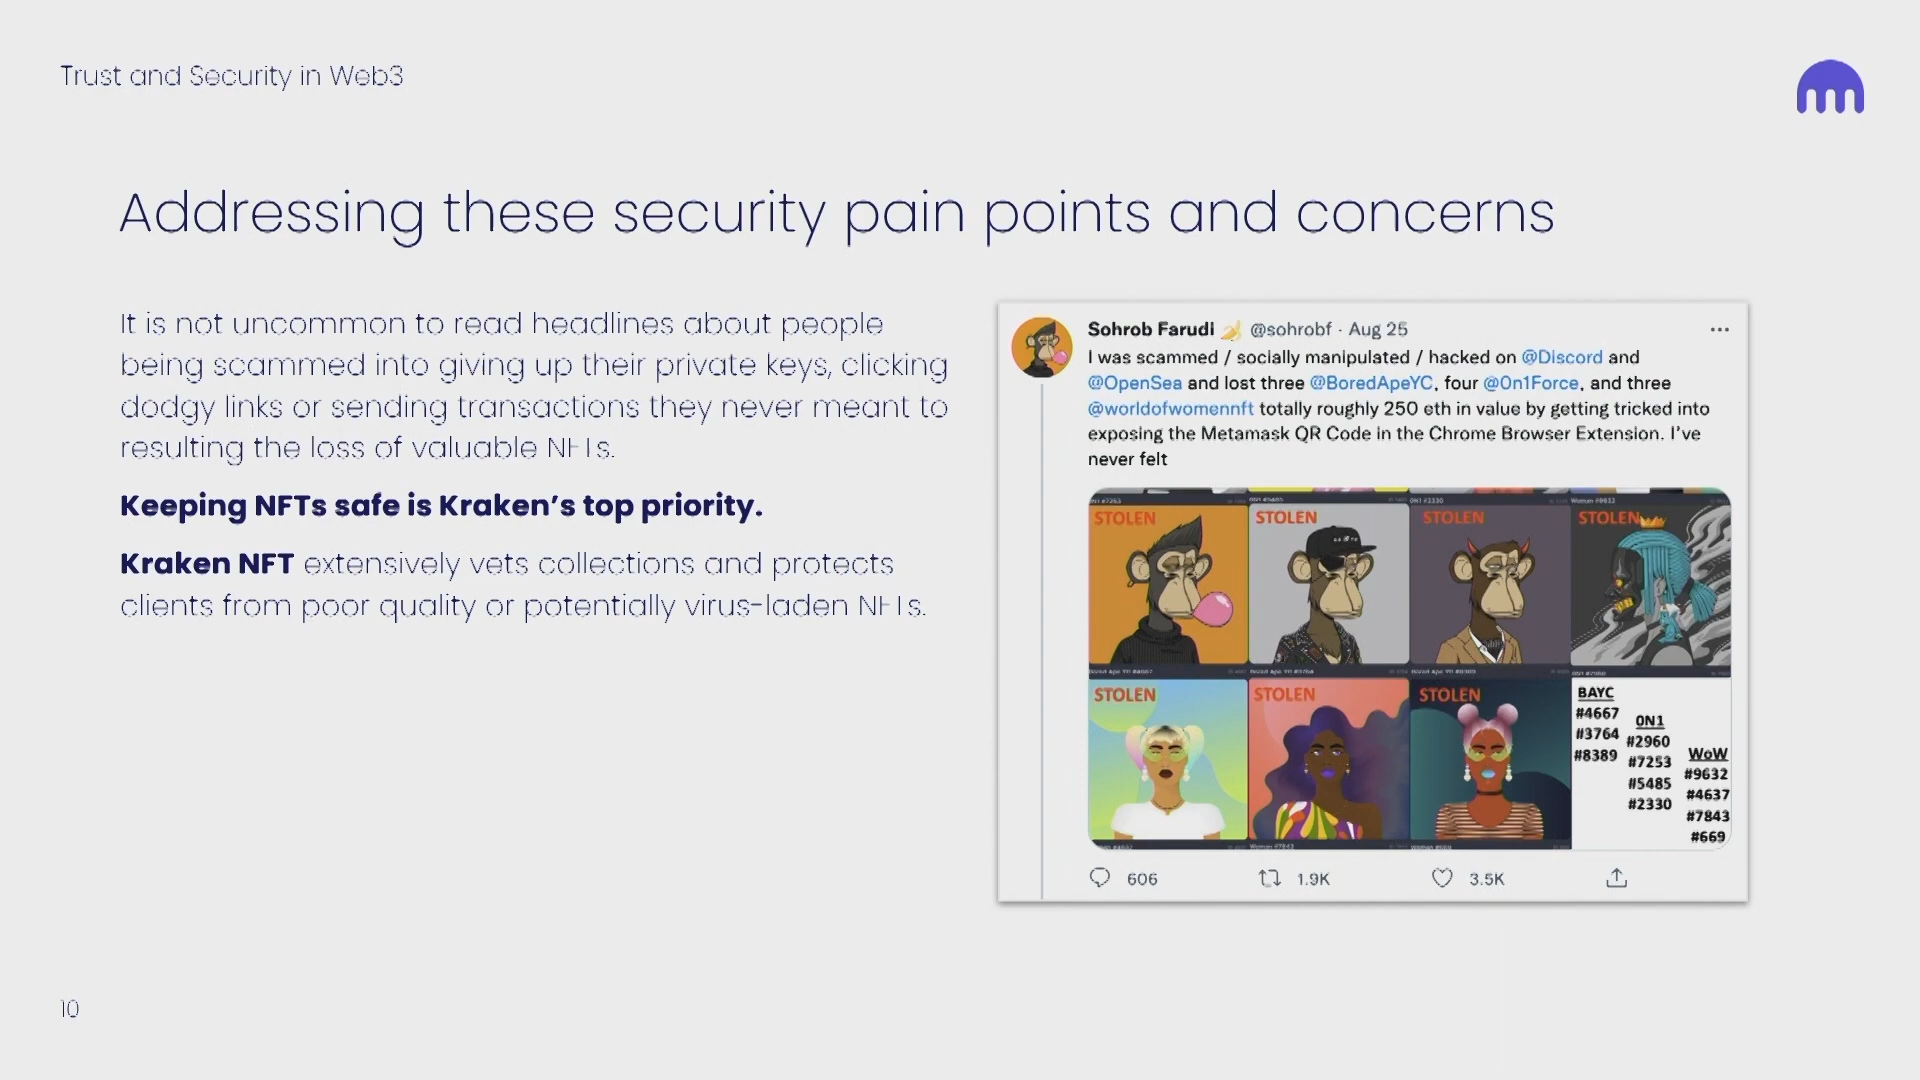 Trust and Security in Web3
Addressing these security pain points and concerns
It is not uncommon to read headlines about people
being scammed into giving up their private keys, clicking
dodgy links or sending transactions they never meant to
resulting the loss of valuable NFTs.
Keeping NFTs safe is Kraken's top priority.
Kraken NFT extensively vets collections and protects
clients from poor quality or potentially virus-laden NFTs.
Sohrob Farudi @sohrobf · Aug 25
I was scammed / socially manipulated / hacked on @Discord and
@OpenSea and lost three @BoredApeYC, four @0n1Force, and three
@worldofwomennft totally roughly 250 eth in value by getting tricked into
exposing the Metamask QR Code in the Chrome Browser Extension. I've
never felt
STOLEN STOLEN STOLEN STOLEN
STOLEN STOLEN STOLEN
BAYC
#4667
#3764
#8389
0N1
#2960
#7253
#5485
#2330
WoW
#9632
#4637
#7843
#669
606 1.9K 3.5K
10